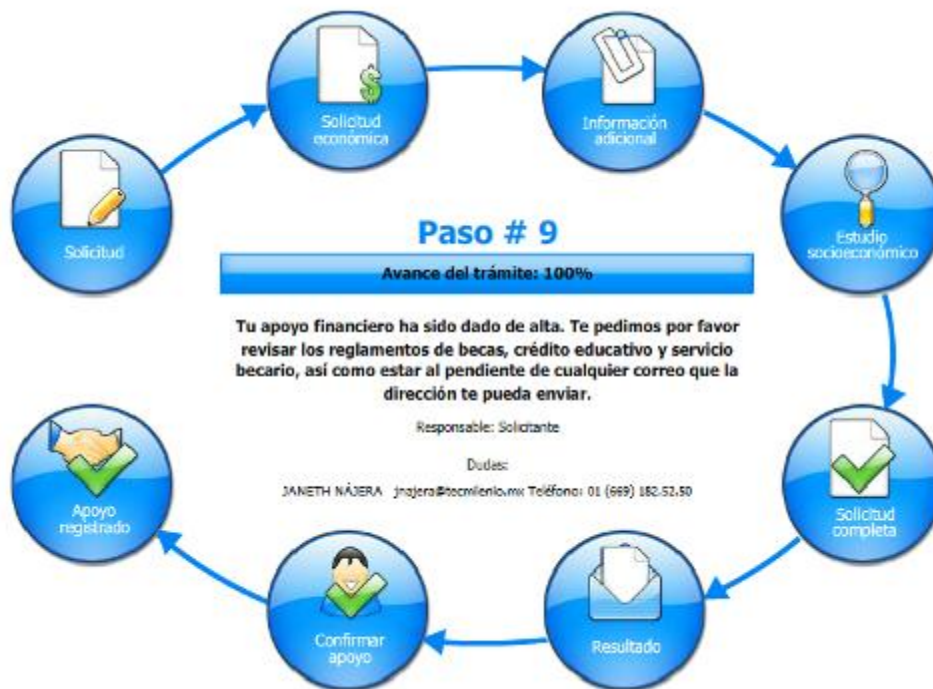 Solicitud
económica
Información
adicional
Solicitud
Estudio
socioeconómico
Paso # 9
Avance del trámite: 100%
Tu apoyo financiero ha sido dado de alta. Te pedimos por favor
revisar los reglamentos de becas, crédito educativo y servicio
becario, así como estar al pendiente de cualquier correo que la
dirección te pueda enviar.
Responsable: Solicitante
Dudas:
JANETH NÁJERA jnajera@tecmilenio.mx Teléfono: 01 (669) 182.52.50
Apoyo
registrado
Solicitud
completa
Confirmar
apoyo
Resultado